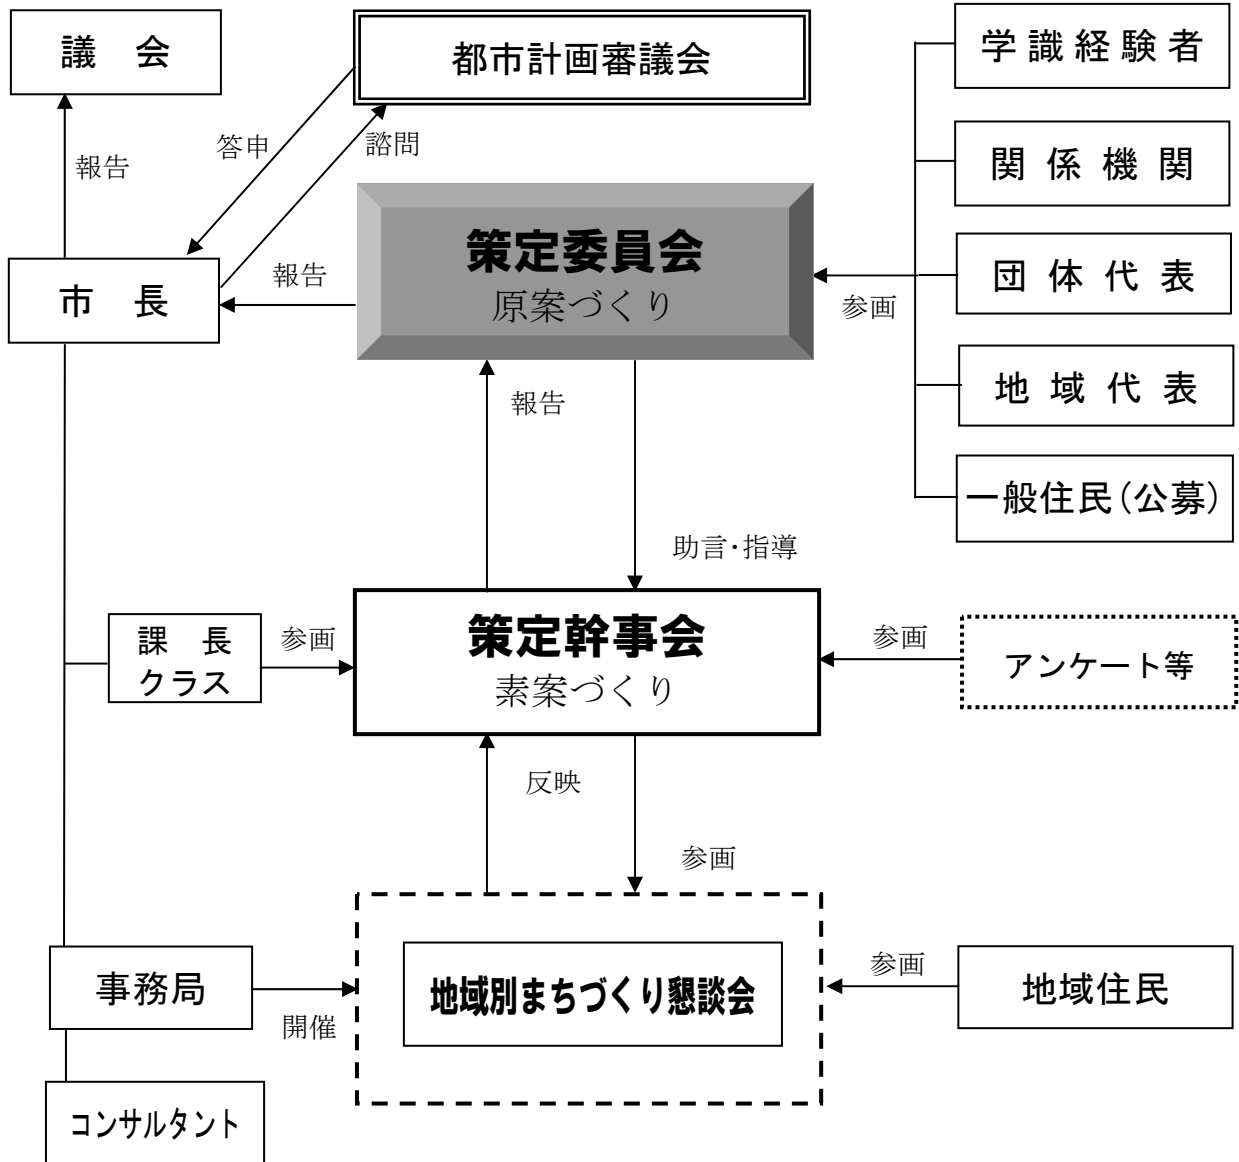 議　会
都市計画審議会
学識経験者
答申
諮問
報告
関係機関
策定委員会
原案づくり
団体代表
市　長
報告
参画
地域代表
報告
一般住民（公募）
助言･指導
課　長
クラス
参画
策定幹事会
素案づくり
参画
アンケート等
反映
参画
事務局
開催
地域別まちづくり懇談会
参画
地域住民
コンサルタント